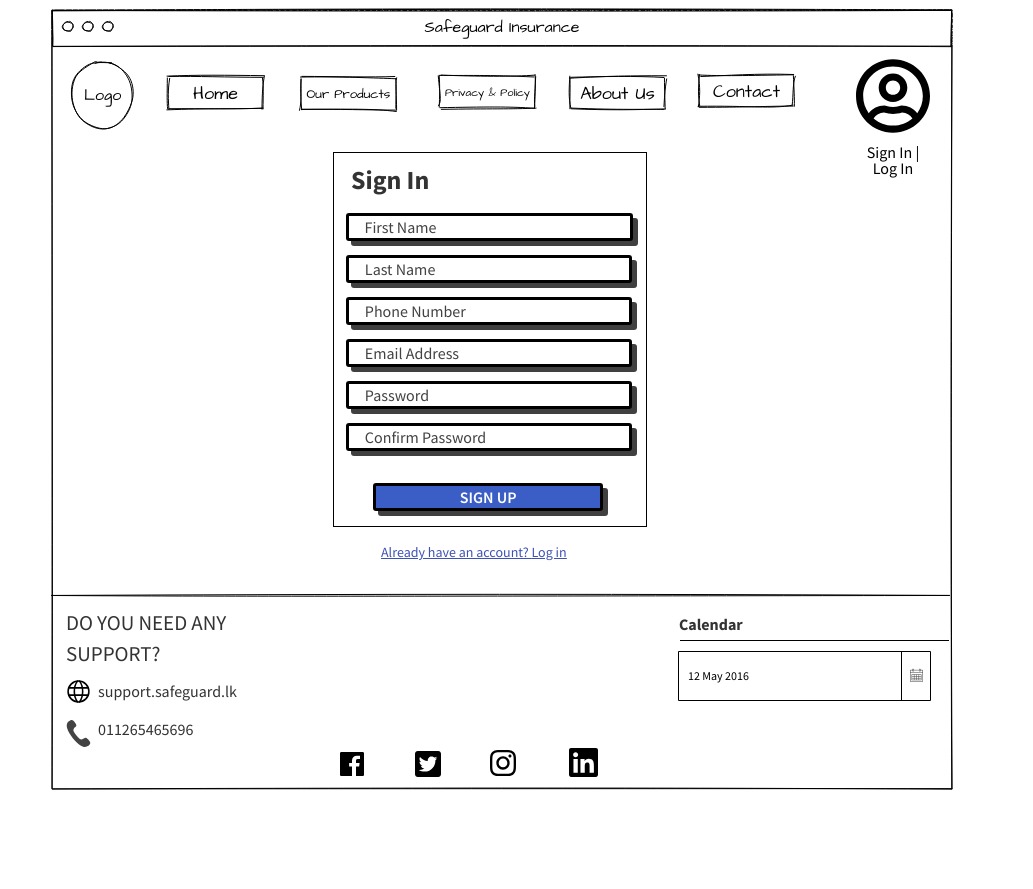 Safeguard Insurance
Logo
Home
Our Products
Privacy & Policy
About Us
Contact
Sign In |
Log In
Sign In
First Name
Last Name
Phone Number
Email Address
Password
Confirm Password
SIGN UP
Already have an account? Log in
DO YOU NEED ANY
SUPPORT?
support.safeguard.lk
011265465696
Calendar
12 May 2016